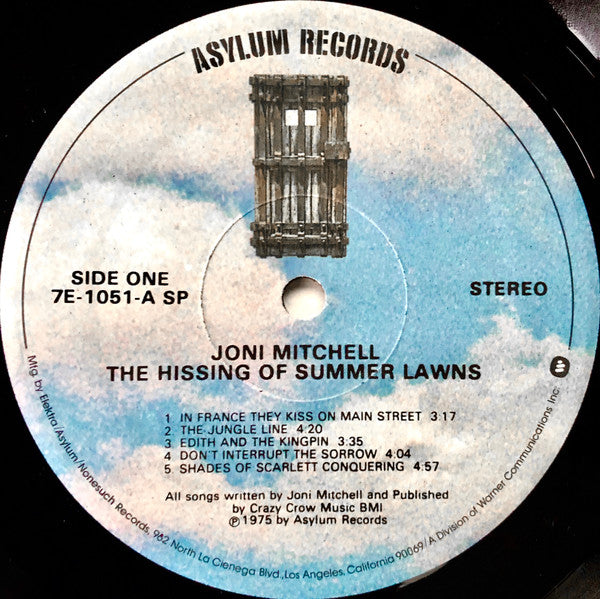 ASYLUM RECORDS
SIDE ONE
7E-1051-A SP
STEREO
JONI MITCHELL
THE HISSING OF SUMMER LAWNS
1 IN FRANCE THEY KISS ON MAIN STREET 3:17
2 THE JUNGLE LINE 4:20
3 EDITH AND THE KINGPIN 3:35
4 DON'T INTERRUPT THE SORROW 4:04
5 SHADES OF SCARLETT CONQUERING 4:57
All songs written by Joni Mitchell and Published
by Crazy Crow Music BMI
℗ 1975 by Asylum Records
Mfg. by Elektra/Asylum/Nonesuch Records, 962 North La Cienega Blvd., Los Angeles, California 90069/A Division of Warner Communications Inc.